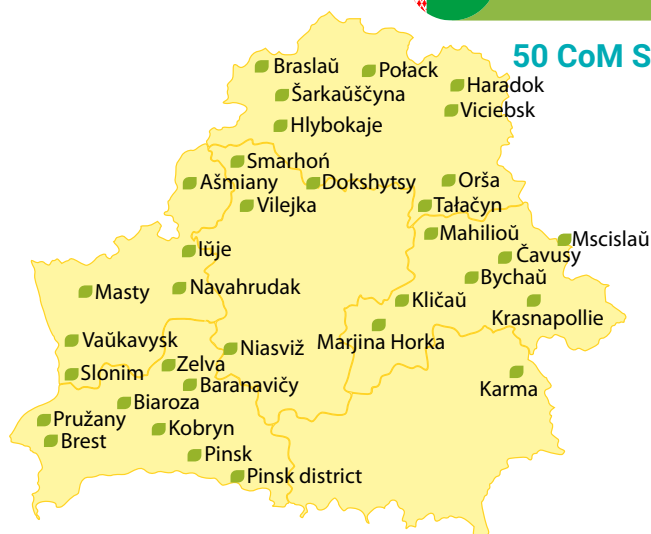 50 CoM S
Braslaŭ
Połack
Haradok
Šarkaŭščyna
Viciebsk
Hlybokaje
Smarhoń
Ašmiany
Dokshytsy
Orša
Vilejka
Tałačyn
Mahilioŭ
Mscislaŭ
Iŭje
Čavusy
Bychaŭ
Masty
Navahrudak
Kličaŭ
Krasnapollie
Vaŭkavysk
Niasviž
Marjina Horka
Slonim
Zelva
Baranavičy
Karma
Biaroza
Pružany
Kobryn
Brest
Pinsk
Pinsk district